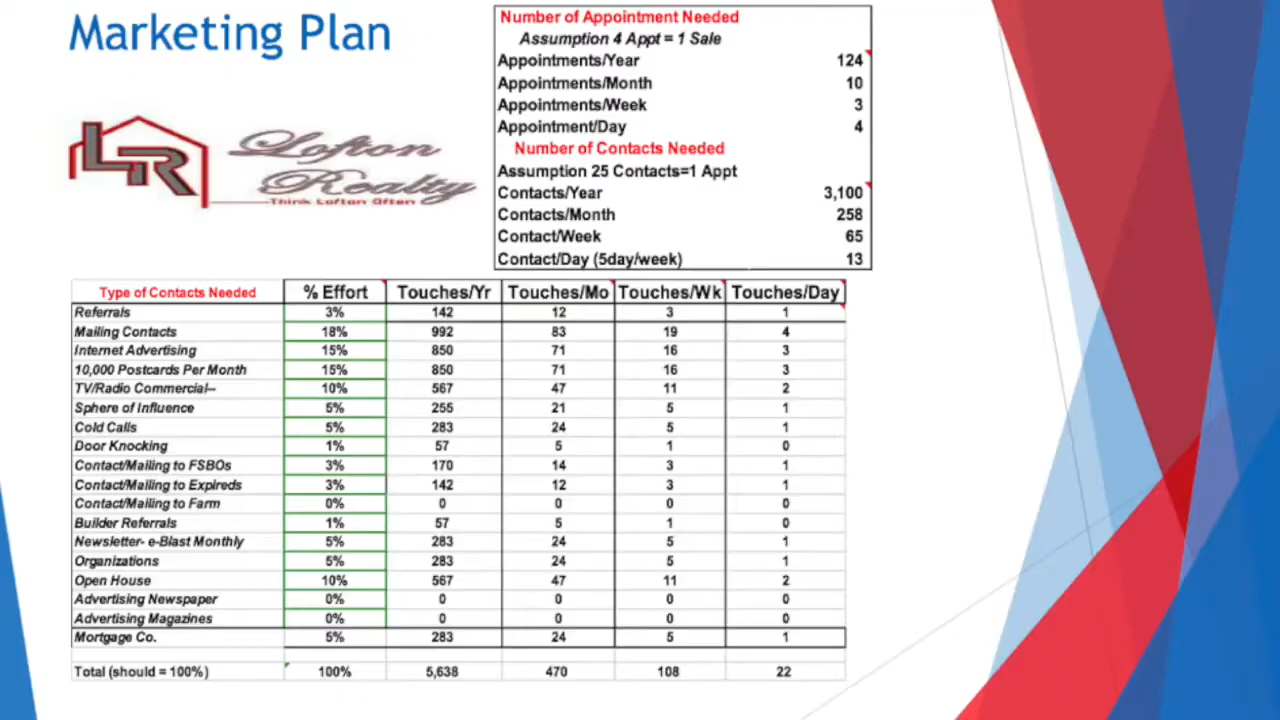 Marketing Plan
LR
Lofton
Realty
Think Lofton Often
Number of Appointment Needed
Assumption 4 Appt = 1 Sale
Appointments/Year 124
Appointments/Month 10
Appointments/Week 3
Appointment/Day 4
Number of Contacts Needed
Assumption 25 Contacts=1 Appt
Contacts/Year 3,100
Contacts/Month 258
Contact/Week 65
Contact/Day (5day/week) 13
Type of Contacts Needed % Effort Touches/Yr Touches/Mo Touches/Wk Touches/Day
Referrals 3% 142 12 3 1
Mailing Contacts 18% 992 83 19 4
Internet Advertising 15% 850 71 16 3
10,000 Postcards Per Month 15% 850 71 16 3
TV/Radio Commercial-- 10% 567 47 11 2
Sphere of Influence 5% 255 21 5 1
Cold Calls 5% 283 24 5 1
Door Knocking 1% 57 5 1 0
Contact/Mailing to FSBOs 3% 170 14 3 1
Contact/Mailing to Expireds 3% 142 12 3 1
Contact/Mailing to Farm 0% 0 0 0 0
Builder Referrals 1% 57 5 1 0
Newsletter- e-Blast Monthly 5% 283 24 5 1
Organizations 5% 283 24 5 1
Open House 10% 567 47 11 2
Advertising Newspaper 0% 0 0 0 0
Advertising Magazines 0% 0 0 0 0
Mortgage Co. 5% 283 24 5 1
Total (should = 100%) 100% 5,638 470 108 22